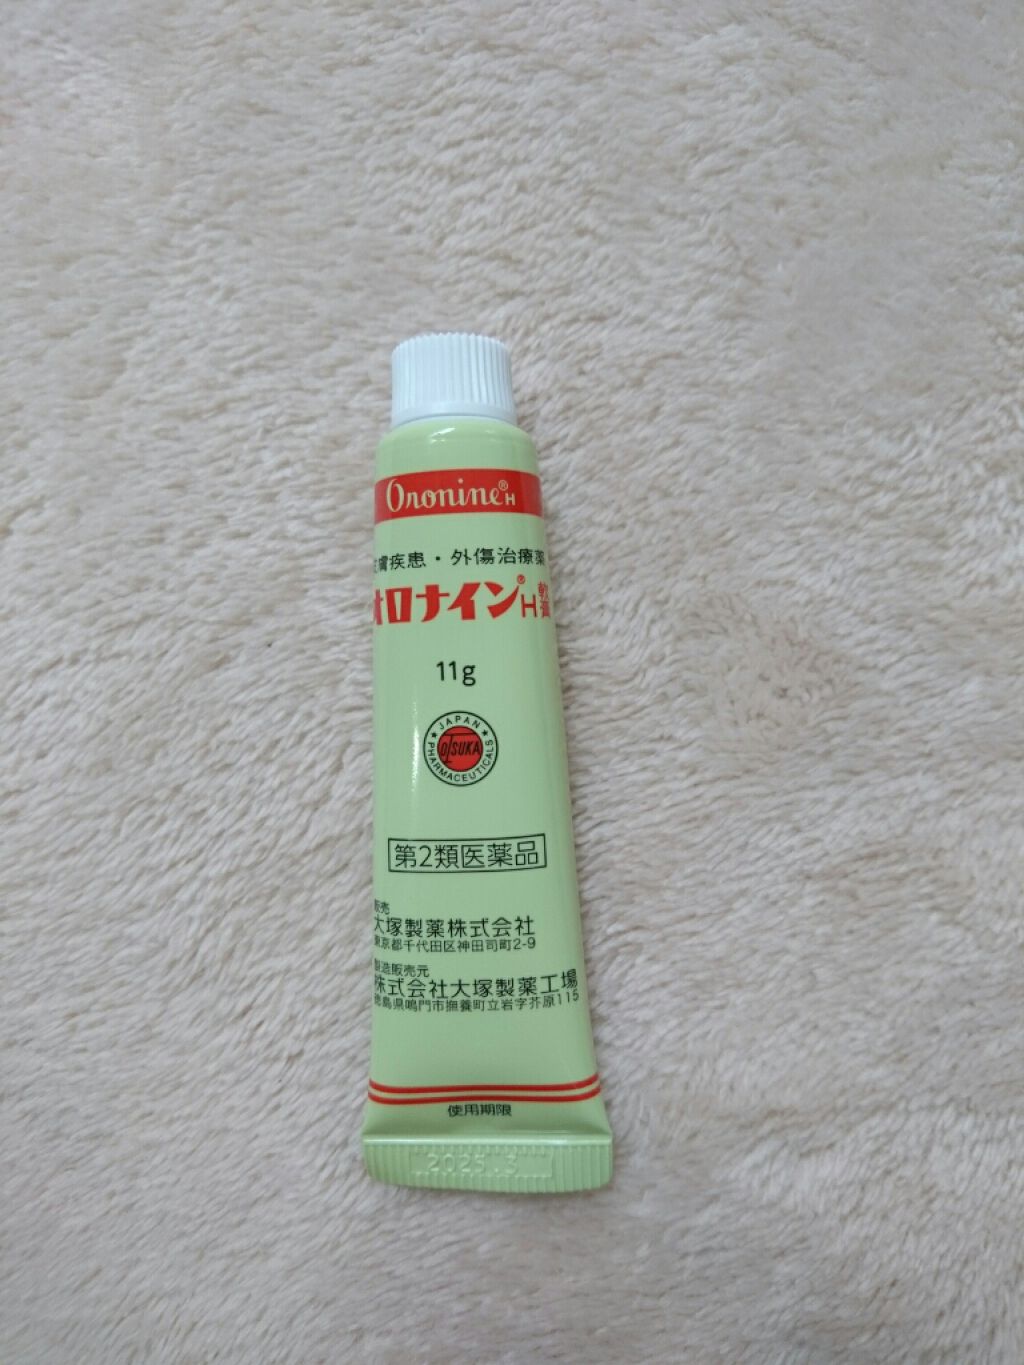 Oronine®H
皮膚疾患・外傷治療薬
オロナイン®H軟膏
11g
★ JAPAN ★
OTSUKA
PHARMACEUTICALS
第2類医薬品
販売
大塚製薬株式会社
東京都千代田区神田司町2-9
製造販売元
株式会社大塚製薬工場
徳島県鳴門市撫養町立岩字芥原115
使用期限
2025.3